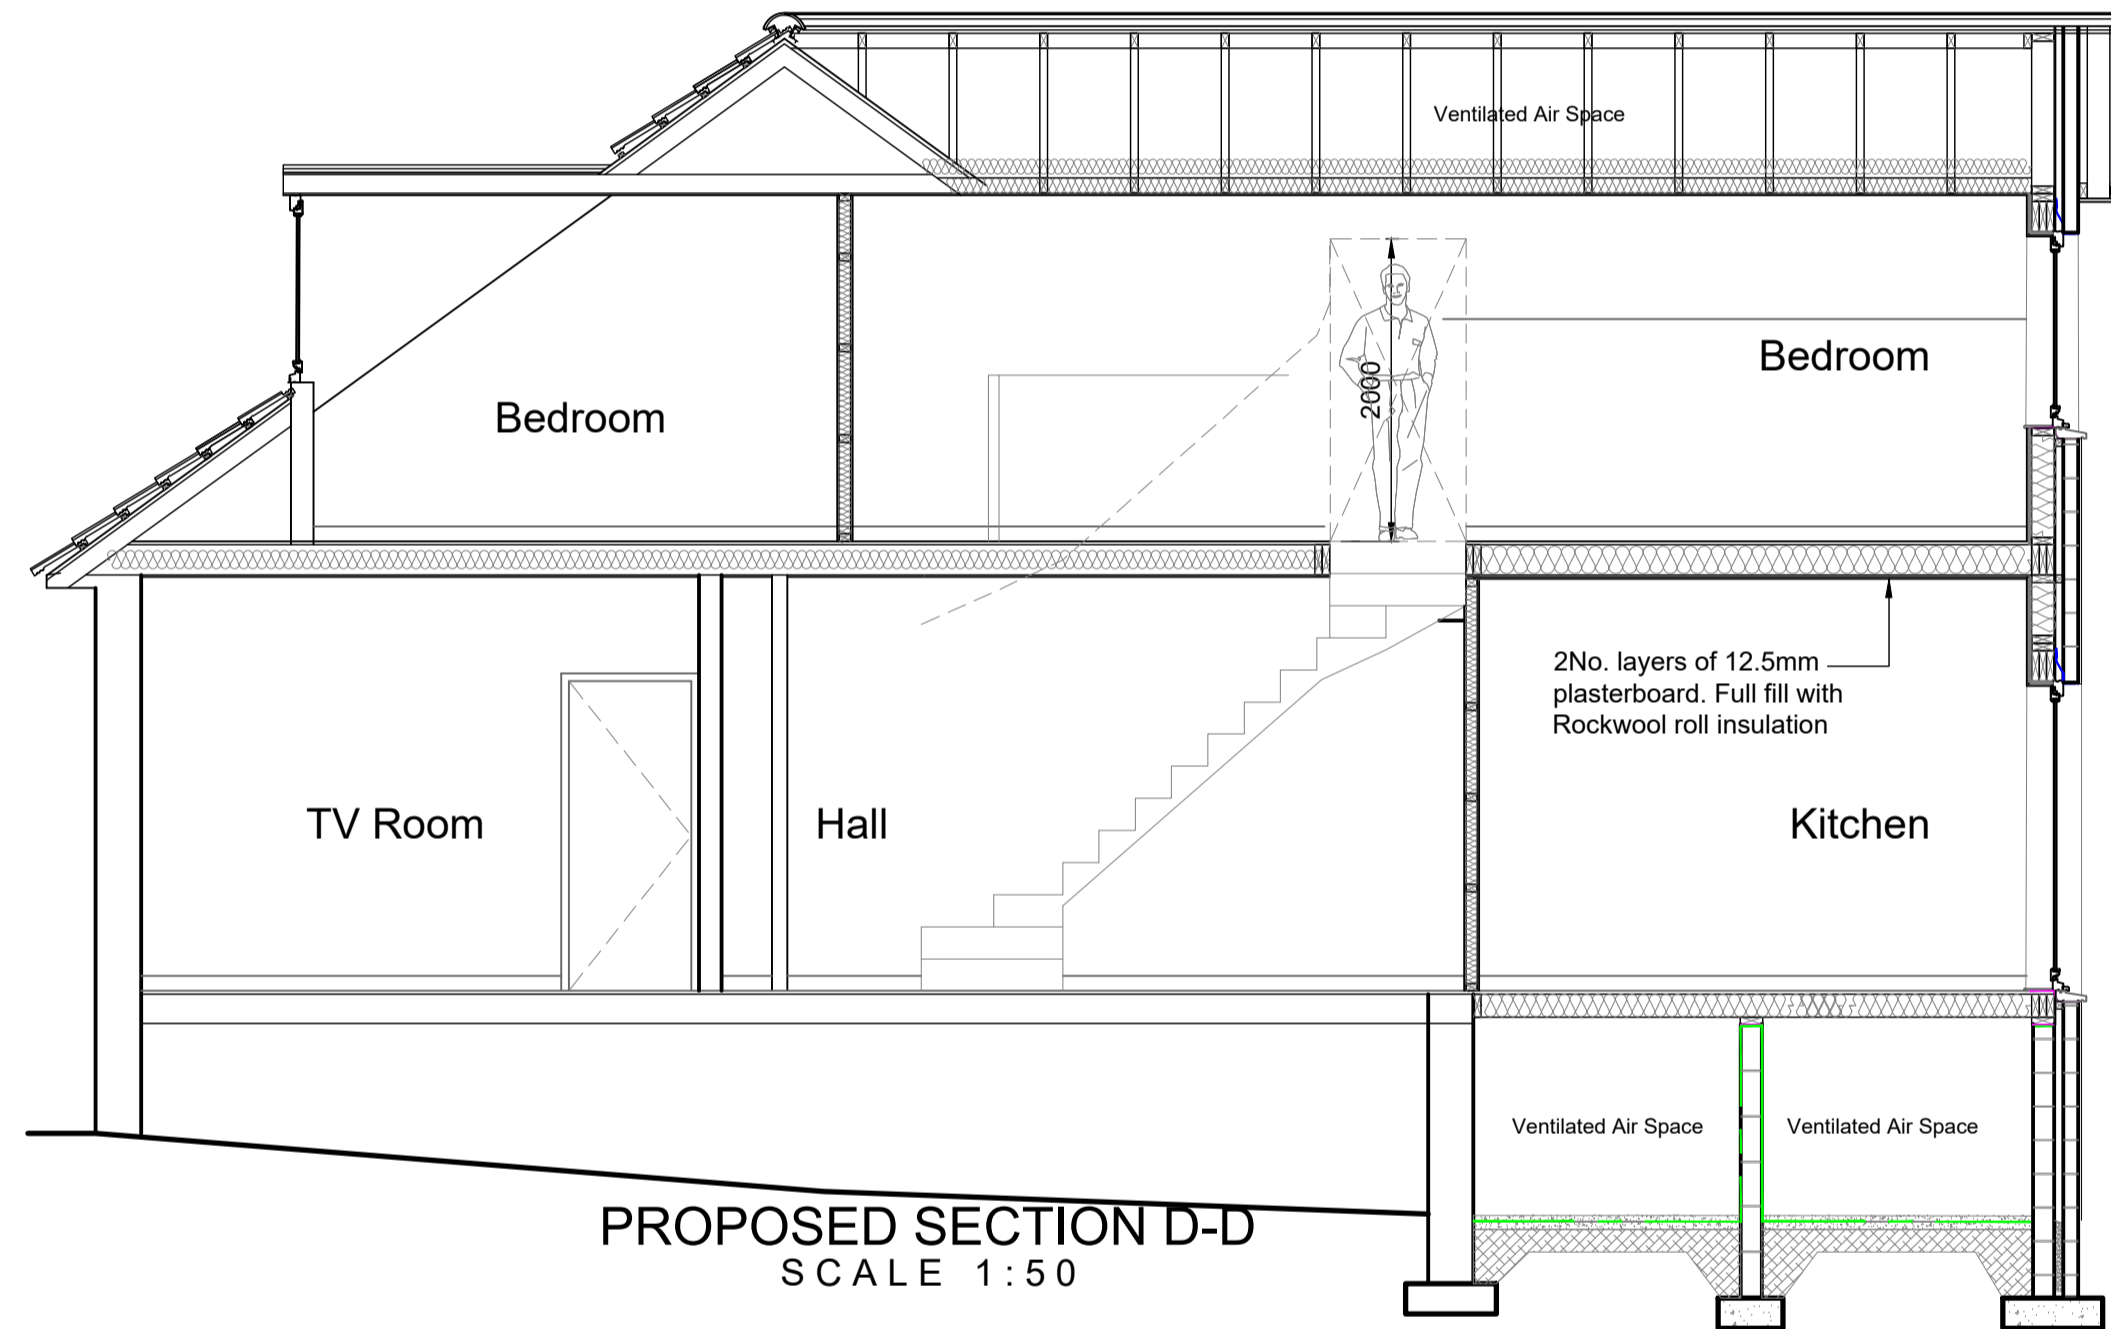 Ventilated Air Space
Bedroom
2000
Bedroom
2No. layers of 12.5mm
plasterboard. Full fill with
Rockwool roll insulation
TV Room
Hall
Kitchen
Ventilated Air Space
Ventilated Air Space
PROPOSED SECTION D-D
SCALE 1:50